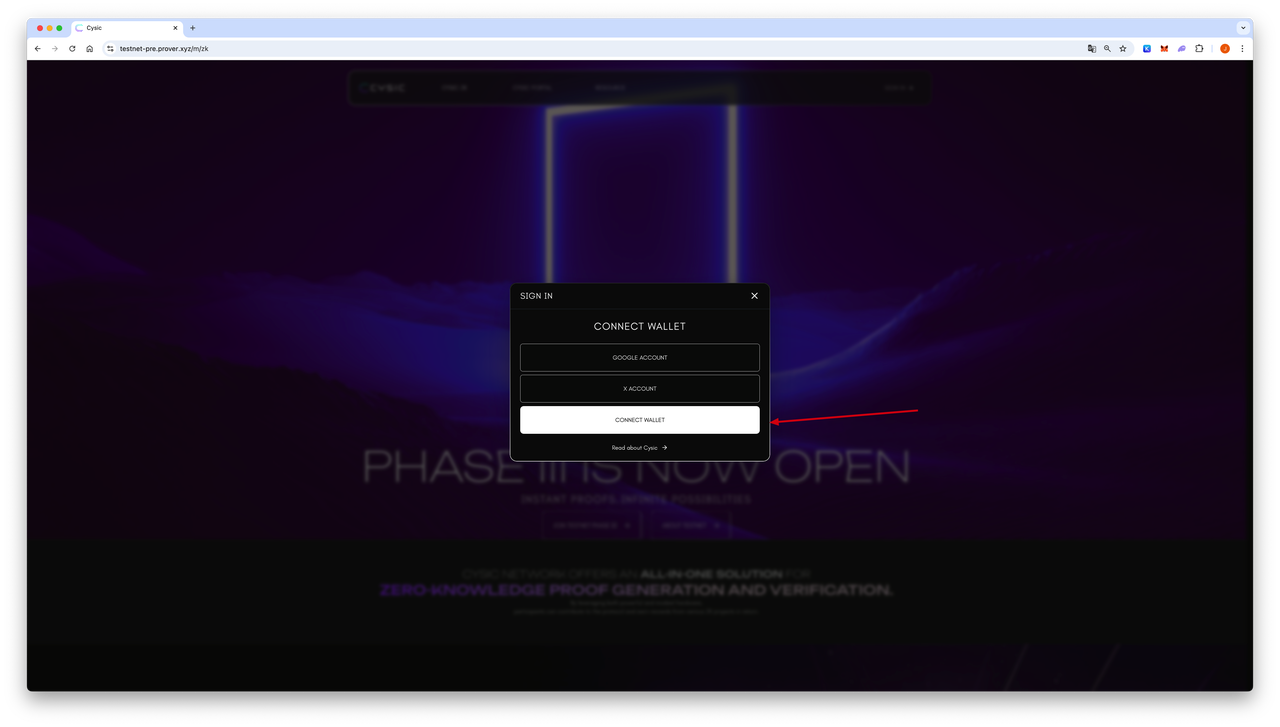 Cysic
testnet-pre.prover.xyz/m/zk
J
CYSIC
SIGN IN
CONNECT WALLET
GOOGLE ACCOUNT
X ACCOUNT
CONNECT WALLET
Read about Cysic →
PHASE III IS NOW OPEN
INSTANT PROOFS, INFINITE POSSIBILITIES
CYSIC NETWORK OFFERS AN ALL-IN-ONE SOLUTION FOR
ZERO-KNOWLEDGE PROOF GENERATION AND VERIFICATION.